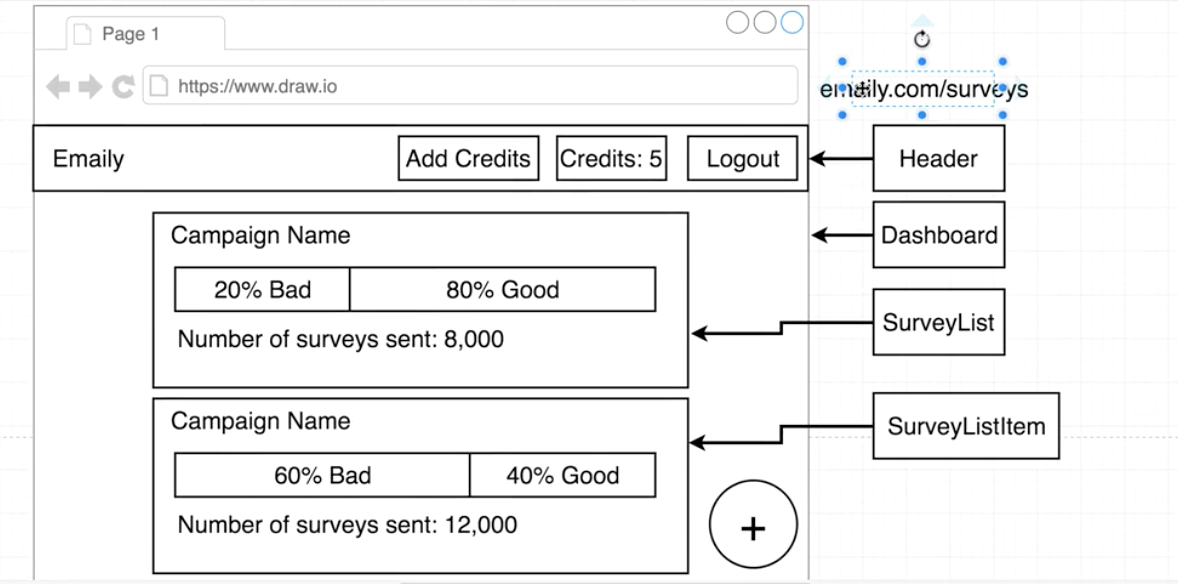 Page 1
https://www.draw.io
emaily.com/surveys
Emaily
Add Credits
Credits: 5
Logout
Header
Dashboard
Campaign Name
20% Bad
80% Good
Number of surveys sent: 8,000
SurveyList
Campaign Name
60% Bad
40% Good
Number of surveys sent: 12,000
SurveyListItem
+